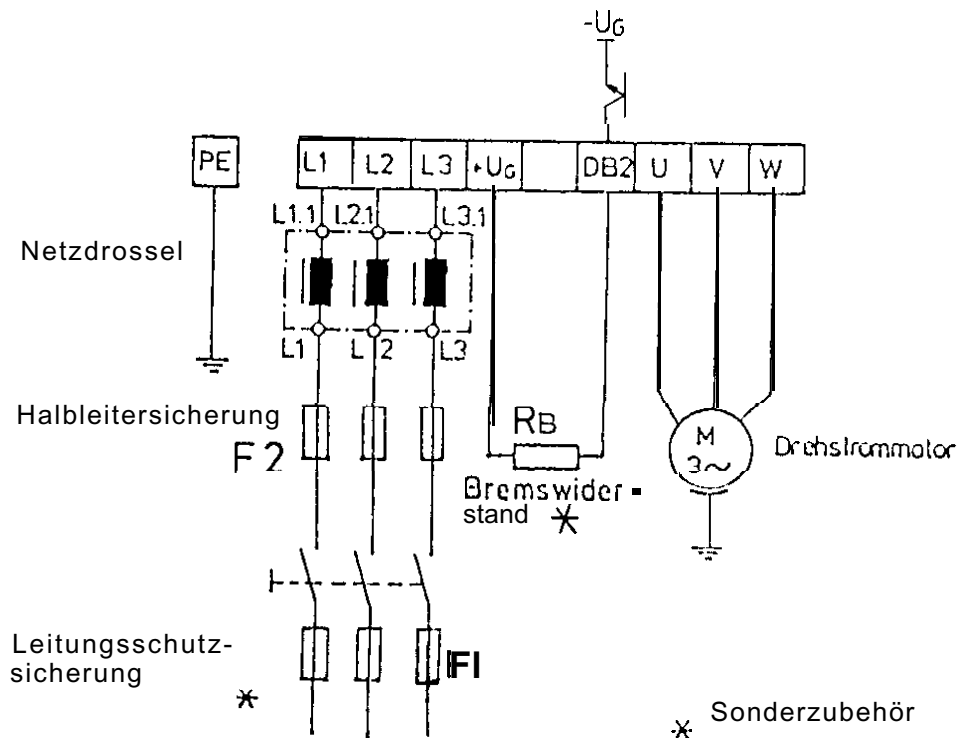 -UG
PE
L1 L2 L3 +UG DB2 U V W
L1.1 L2.1 L3.1
Netzdrossel
L1 L2 L3
Halbleitersicherung
F2
RB
M
3~
Drehstrommotor
Bremswider-
stand *
Leitungsschutz-
sicherung
*
F1
* Sonderzubehör